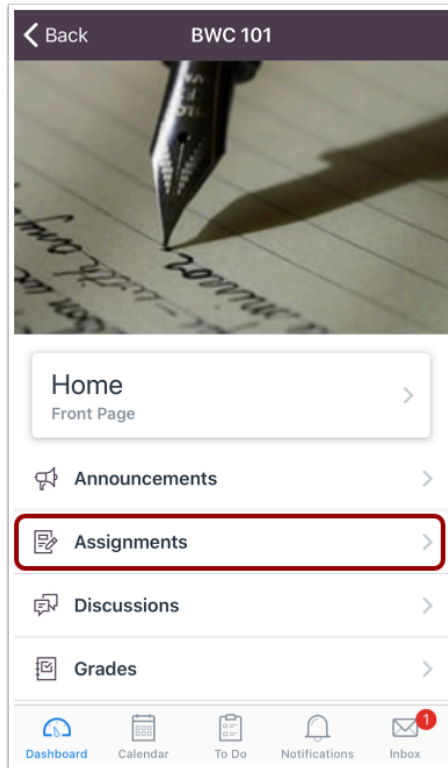 Back BWC 101
Home
Front Page
Announcements
Assignments
Discussions
Grades
1
Dashboard Calendar To Do Notifications Inbox